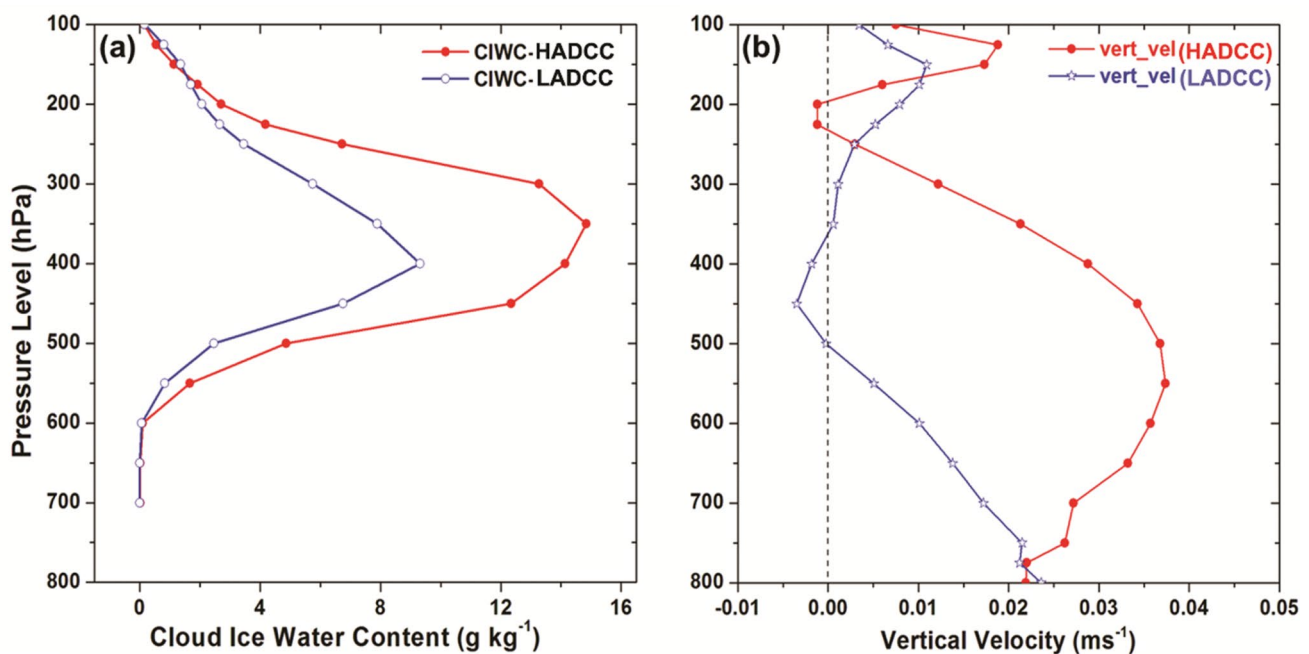 (a)
CIWC-HADCC
CIWC-LADCC
Pressure Level (hPa)
100
200
300
400
500
600
700
800
0 4 8 12 16
Cloud Ice Water Content (g kg⁻¹)
(b)
vert_vel (HADCC)
vert_vel (LADCC)
100
200
300
400
500
600
700
800
-0.01 0.00 0.01 0.02 0.03 0.04 0.05
Vertical Velocity (ms⁻¹)